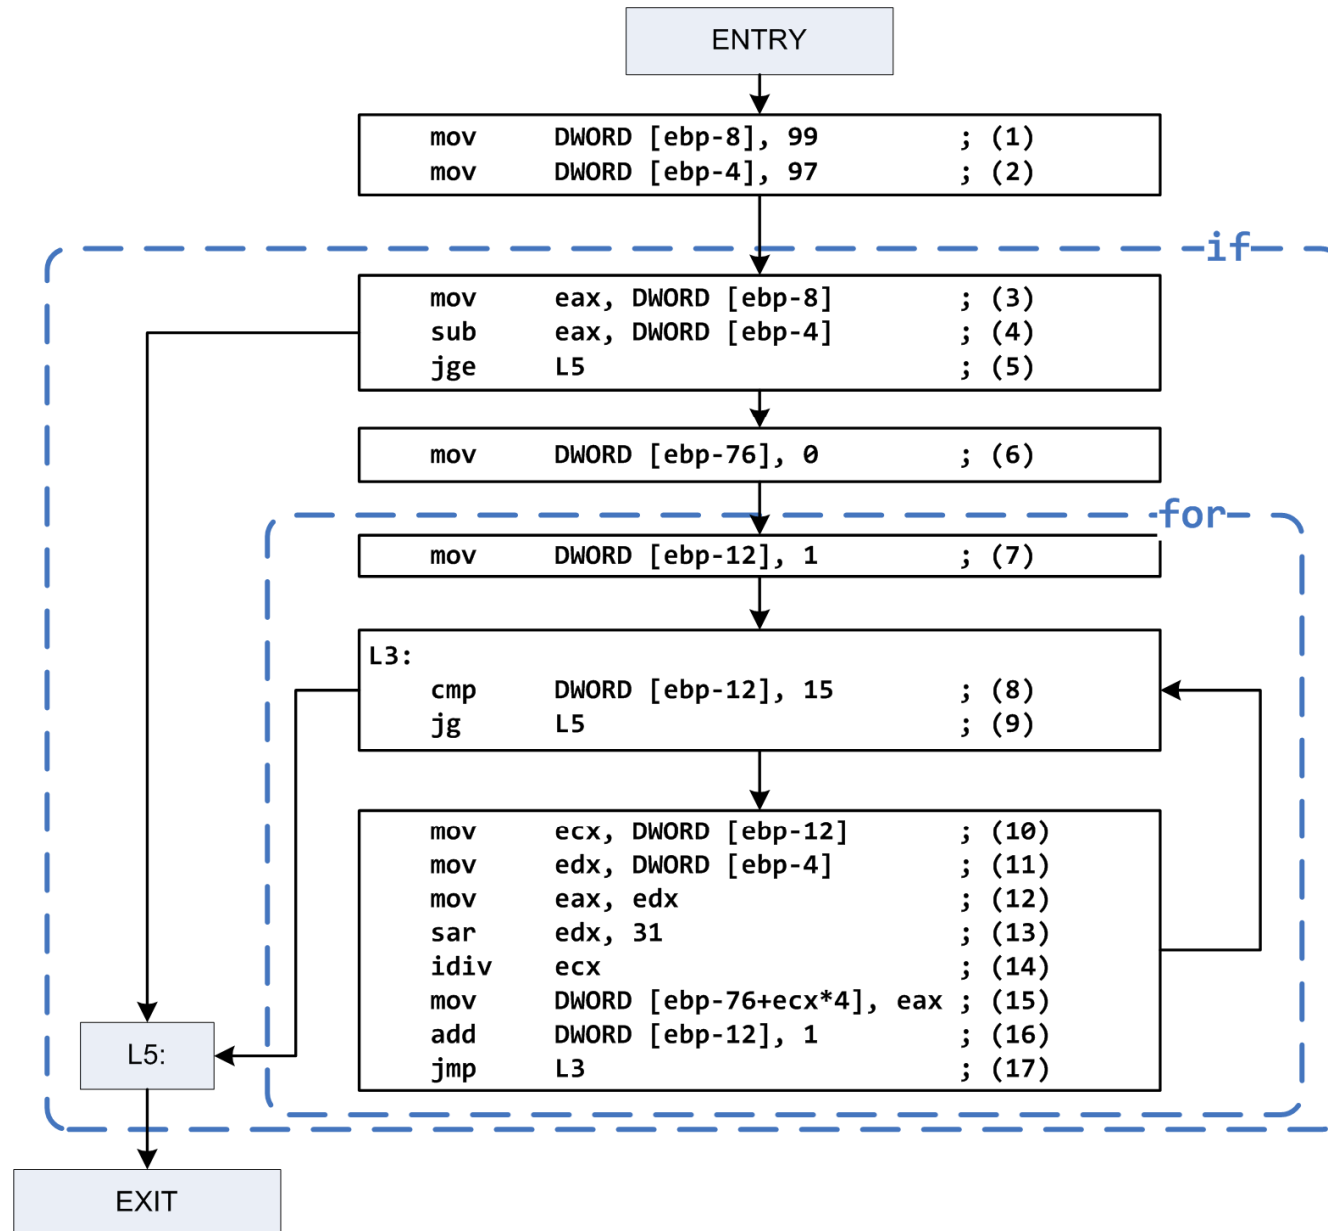 ENTRY
mov DWORD [ebp-8], 99 ; (1)
mov DWORD [ebp-4], 97 ; (2)
if
mov eax, DWORD [ebp-8] ; (3)
sub eax, DWORD [ebp-4] ; (4)
jge L5 ; (5)
mov DWORD [ebp-76], 0 ; (6)
for
mov DWORD [ebp-12], 1 ; (7)
L3:
cmp DWORD [ebp-12], 15 ; (8)
jg L5 ; (9)
mov ecx, DWORD [ebp-12] ; (10)
mov edx, DWORD [ebp-4] ; (11)
mov eax, edx ; (12)
sar edx, 31 ; (13)
idiv ecx ; (14)
mov DWORD [ebp-76+ecx*4], eax ; (15)
add DWORD [ebp-12], 1 ; (16)
jmp L3 ; (17)
L5:
EXIT